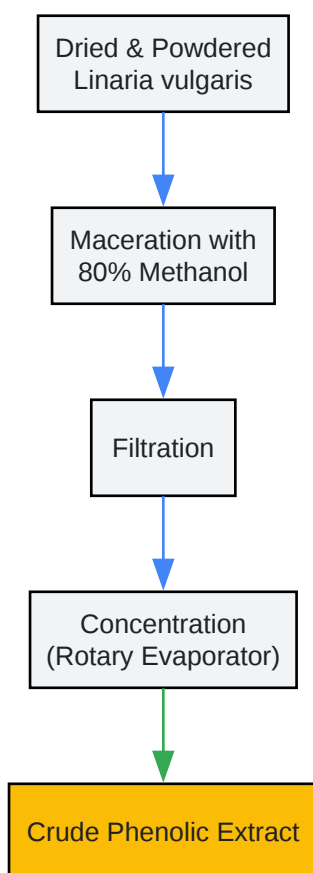 Dried & Powdered
Linaria vulgaris
Maceration with
80% Methanol
Filtration
Concentration
(Rotary Evaporator)
Crude Phenolic Extract